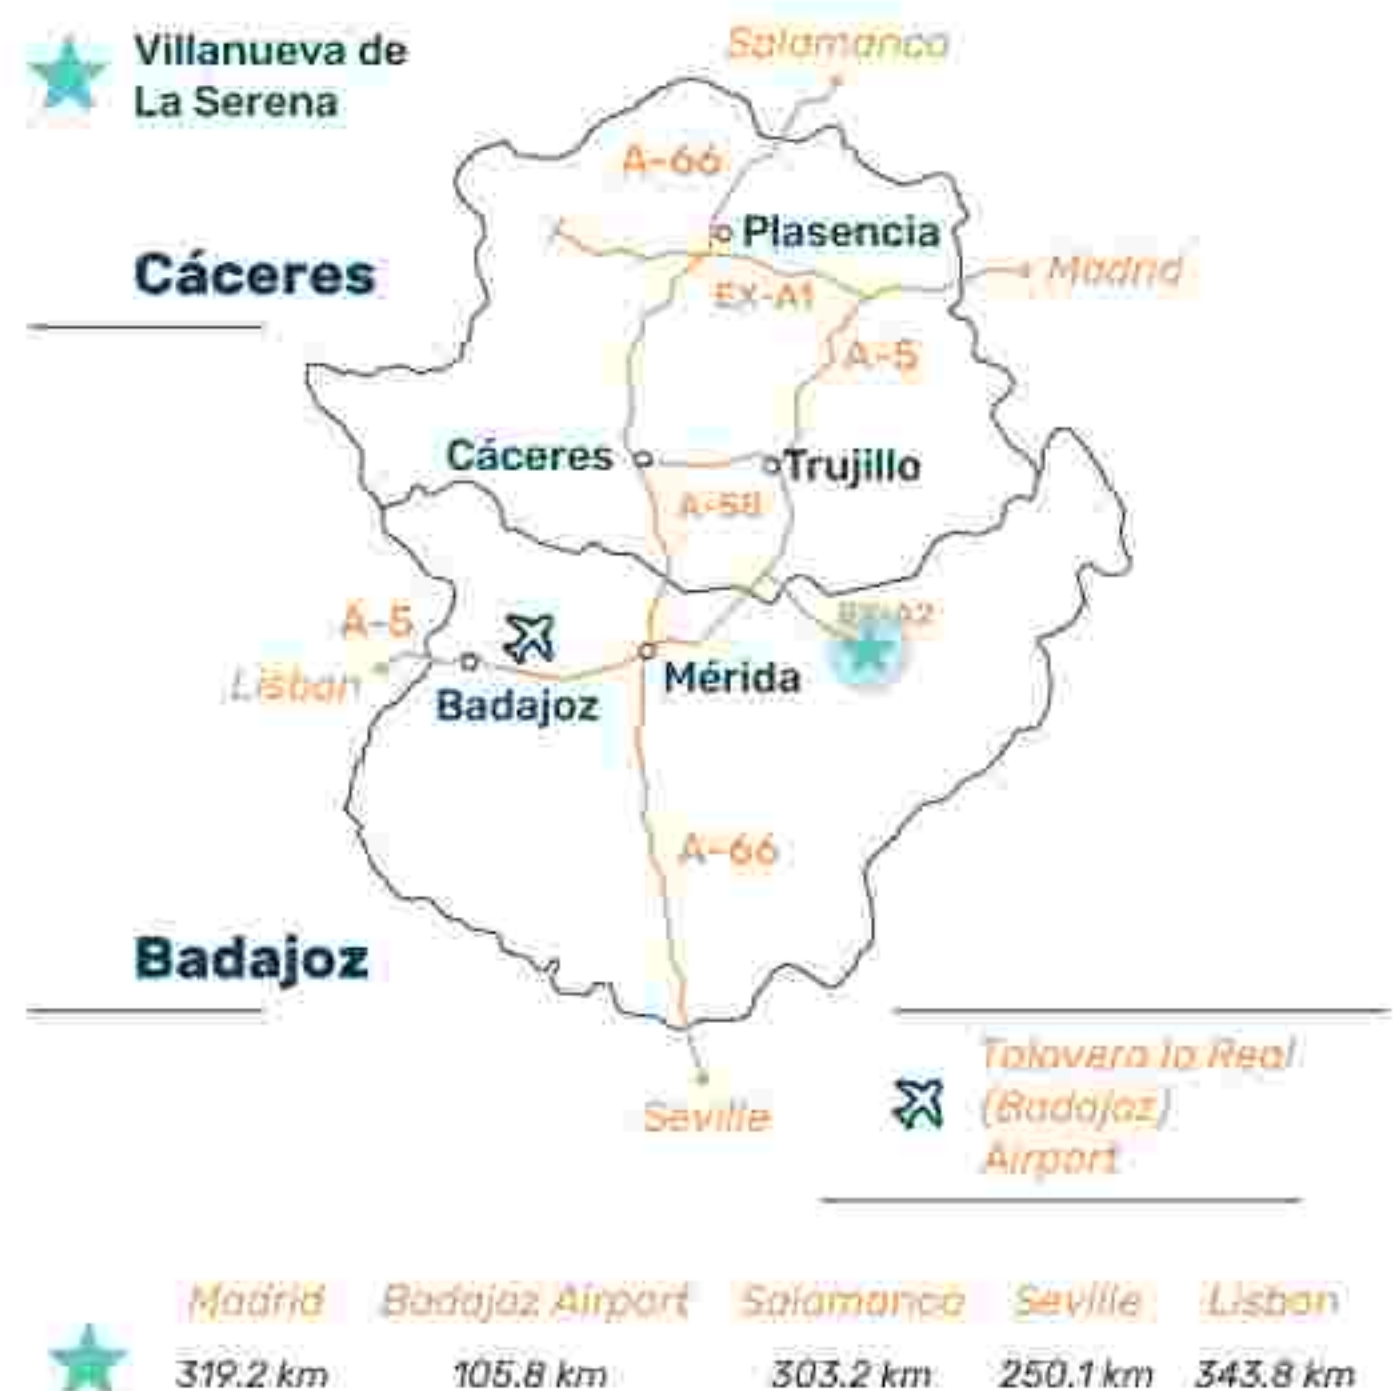 Villanueva de
La Serena
Salamanca
A-66
Plasencia
Cáceres
Madrid
EX-A1
A-5
Cáceres
Trujillo
A-58
EX-A2
A-5
Lisbon
Mérida
Badajoz
A-66
Badajoz
Talavera la Real
(Badajoz)
Airport
Seville
Madrid Badajoz Airport Salamanca Seville Lisbon
319.2 km 105.8 km 303.2 km 250.1 km 343.8 km